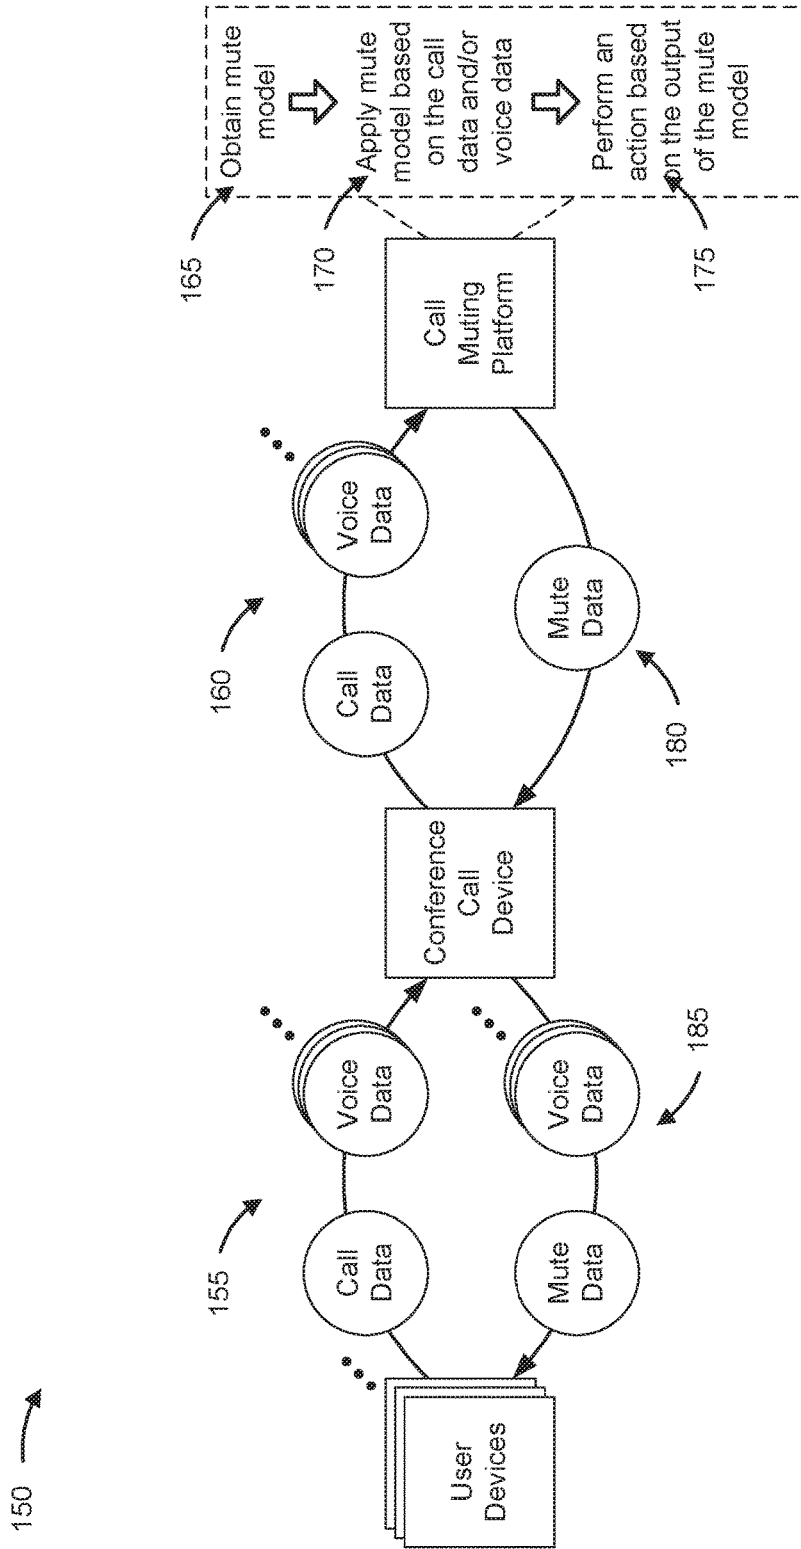 150
User
Devices
155
Call
Data
Voice
Data
Mute
Data
Voice
Data
185
Conference
Call
Device
160
Call
Data
Voice
Data
Mute
Data
180
Call
Muting
Platform
165
Obtain mute
model
170
Apply mute
model based
on the call
data and/or
voice data
175
Perform an
action based
on the output
of the mute
model